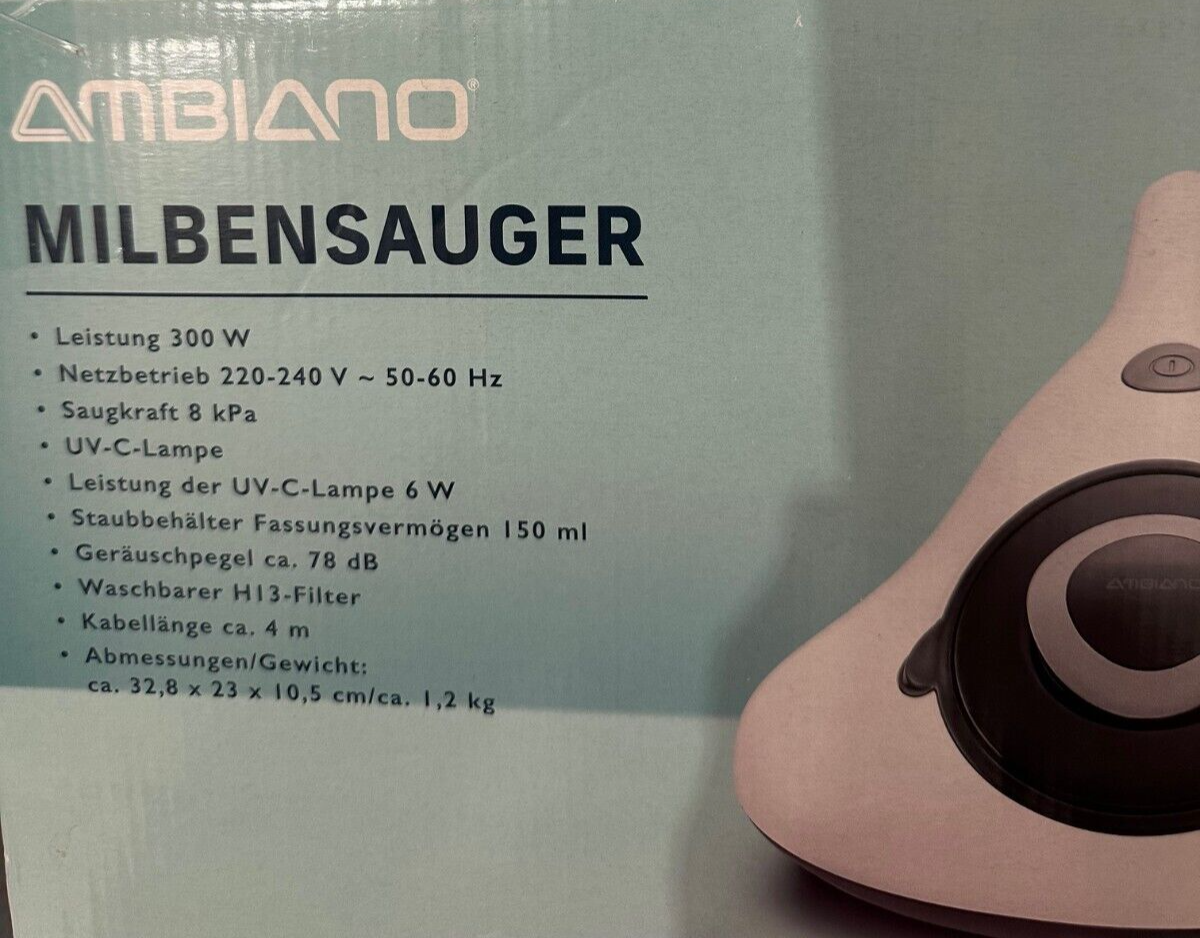 AMBIANO®
MILBENSAUGER
• Leistung 300 W
• Netzbetrieb 220-240 V ~ 50-60 Hz
• Saugkraft 8 kPa
• UV-C-Lampe
• Leistung der UV-C-Lampe 6 W
• Staubbehälter Fassungsvermögen 150 ml
• Geräuschpegel ca. 78 dB
• Waschbarer H13-Filter
• Kabellänge ca. 4 m
• Abmessungen/Gewicht:
ca. 32,8 x 23 x 10,5 cm/ca. 1,2 kg
AMBIANO